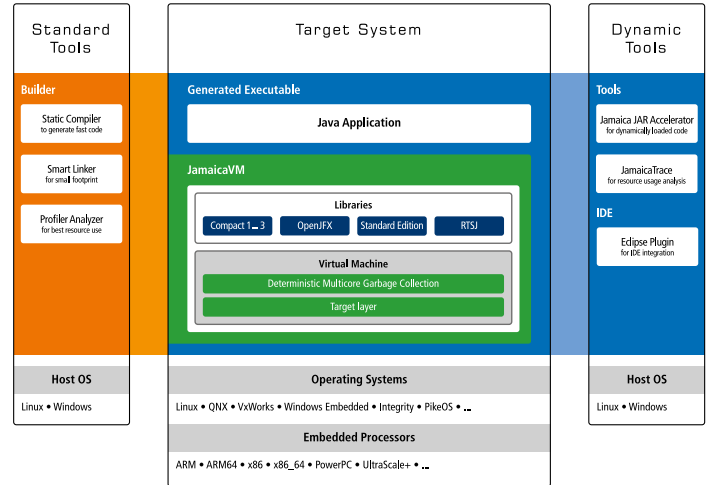 Standard
Tools
Builder
Static Compiler
to generate fast code
Smart Linker
for small footprint
Profiler Analyzer
for best resource use
Host OS
Linux • Windows
Target System
Generated Executable
Java Application
JamaicaVM
Libraries
Compact 1 … 3
OpenJFX
Standard Edition
RTSJ
Virtual Machine
Deterministic Multicore Garbage Collection
Target layer
Operating Systems
Linux • QNX • VxWorks • Windows Embedded • Integrity • PikeOS • …
Embedded Processors
ARM • ARM64 • x86 • x86_64 • PowerPC • UltraScale+ • …
Dynamic
Tools
Tools
Jamaica JAR Accelerator
for dynamically loaded code
JamaicaTrace
for resource usage analysis
IDE
Eclipse Plugin
for IDE integration
Host OS
Linux • Windows